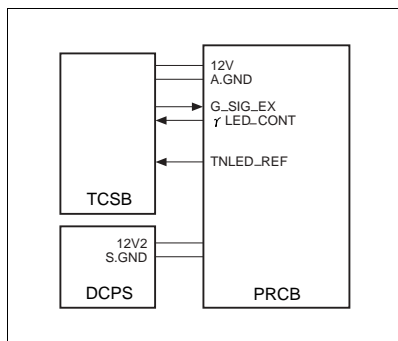 12V
A.GND
G_SIG_EX
γ LED_CONT
TNLED_REF
TCSB
12V2
S.GND
DCPS
PRCB